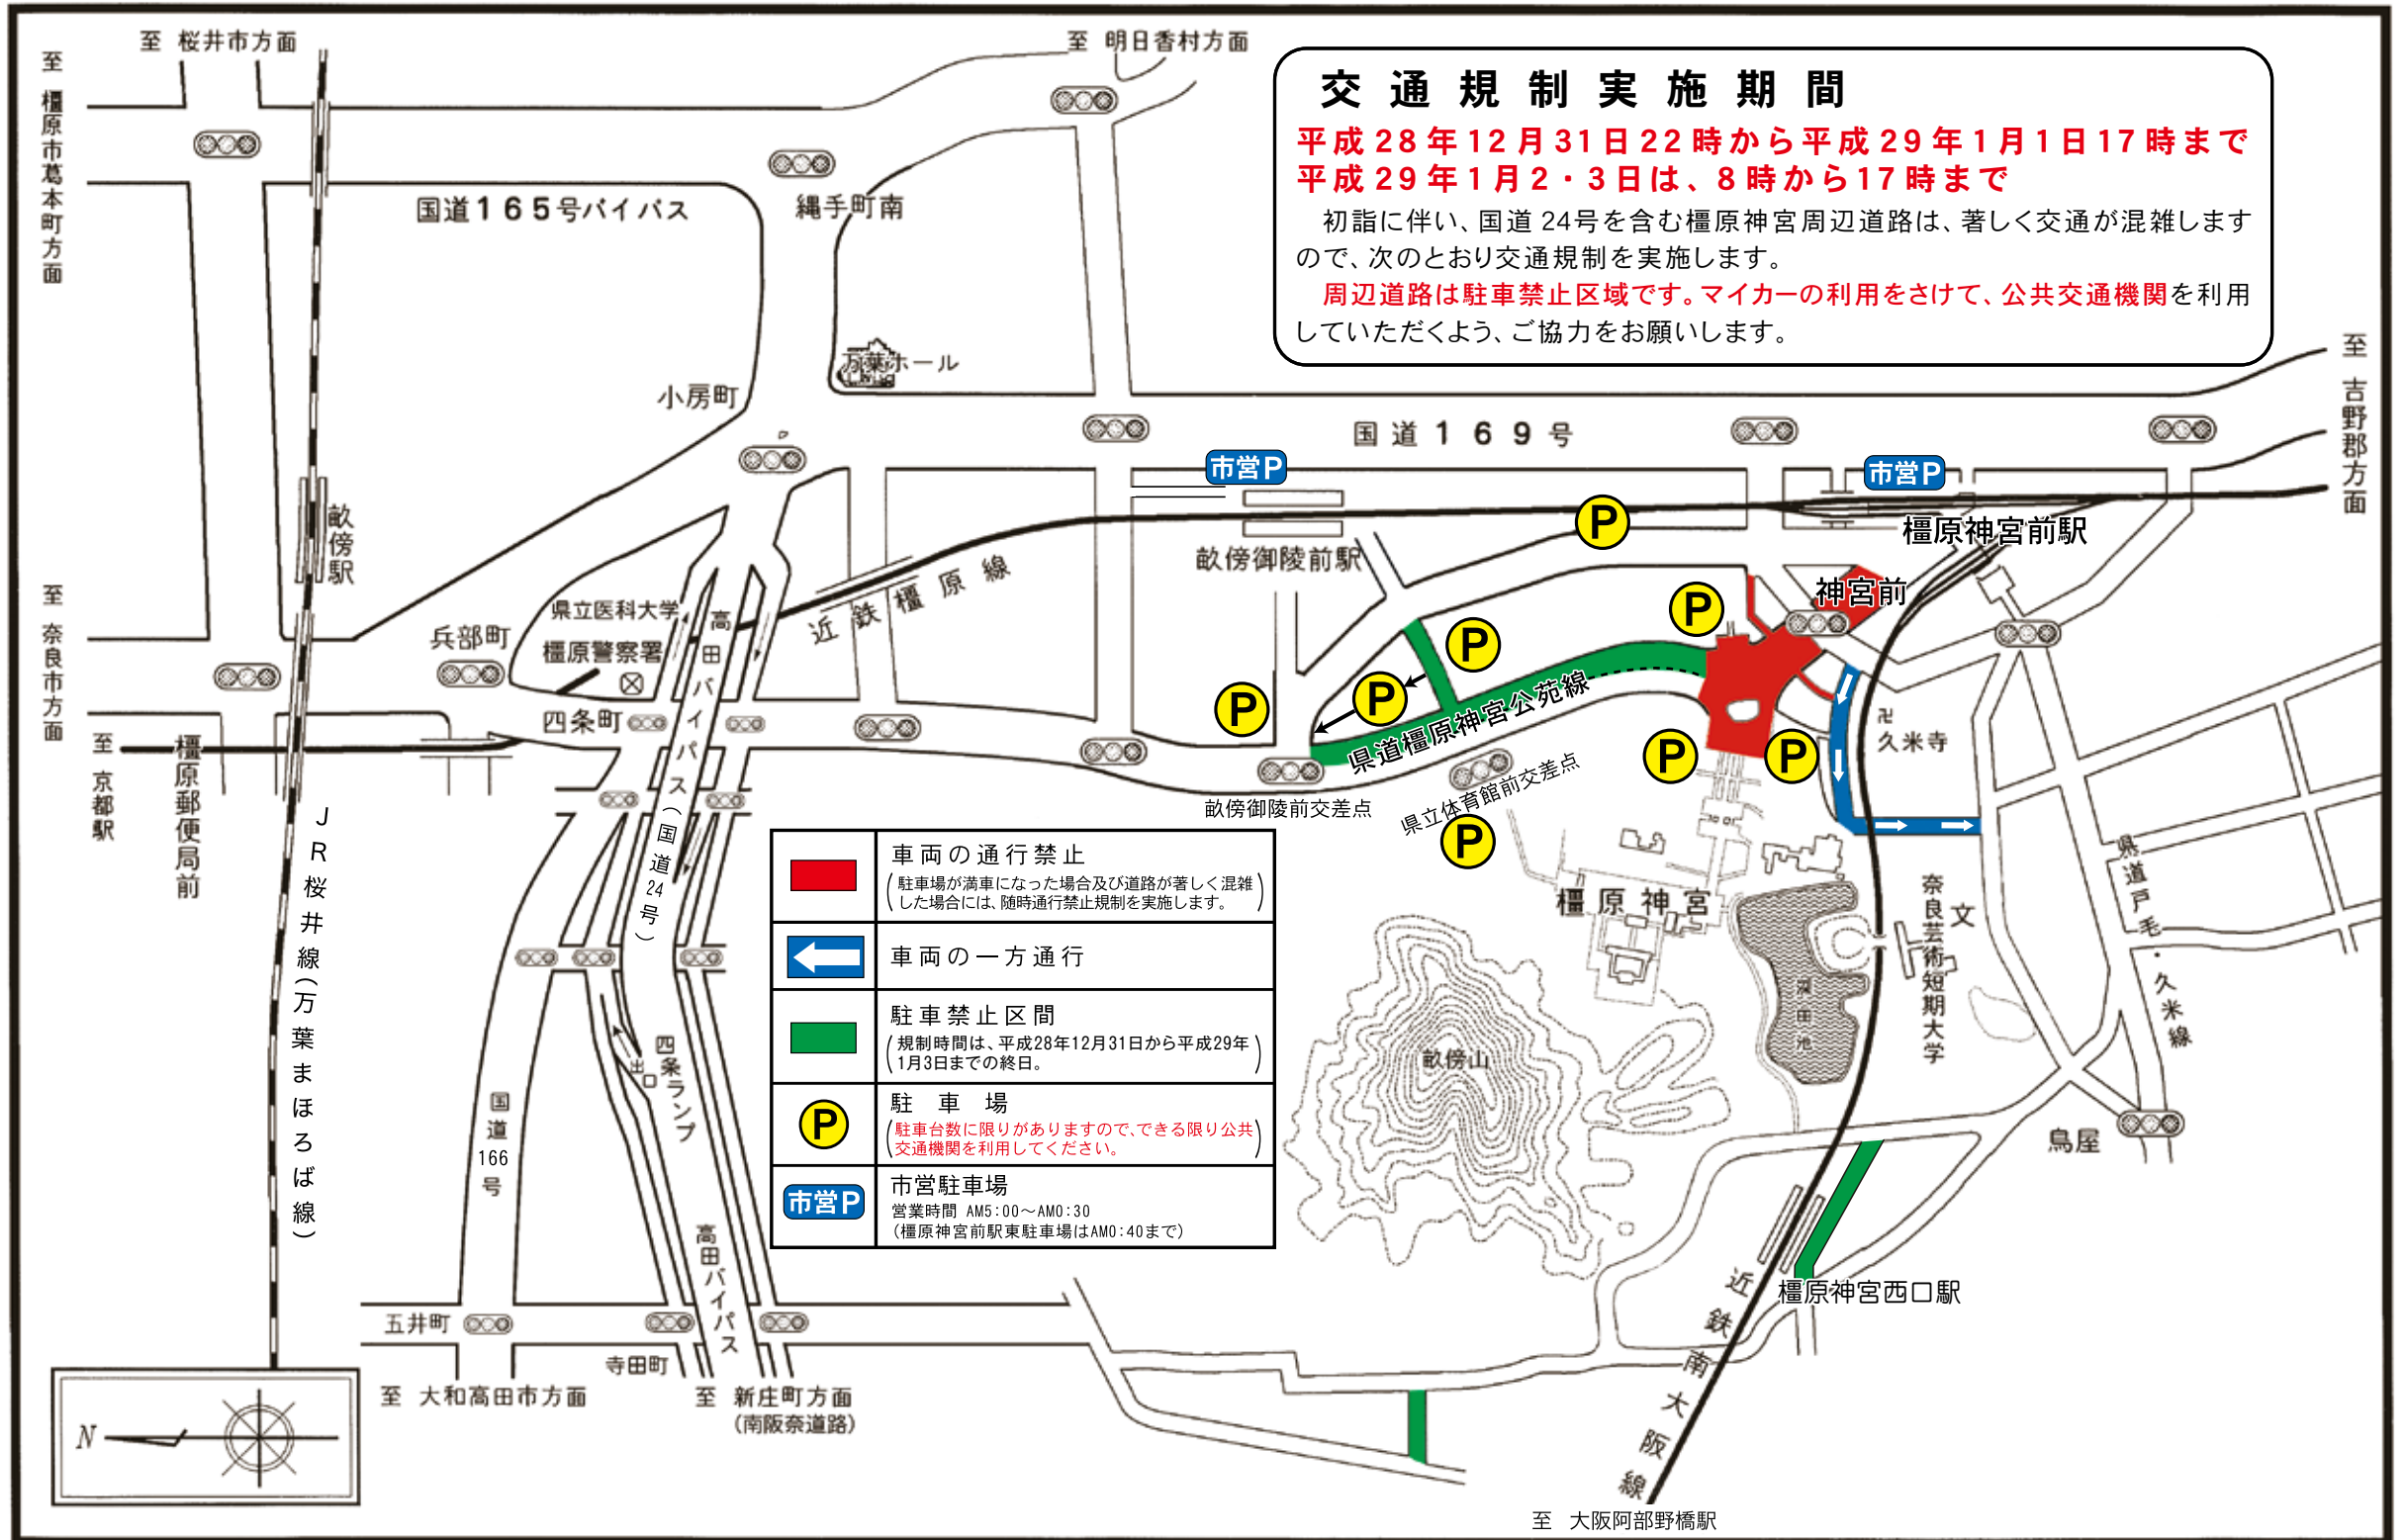 交通規制実施期間
平成28年12月31日22時から平成29年1月1日17時まで
平成29年1月2・3日は、8時から17時まで
初詣に伴い、国道24号を含む橿原神宮周辺道路は、著しく交通が混雑します
ので、次のとおり交通規制を実施します。
周辺道路は駐車禁止区域です。マイカーの利用をさけて、公共交通機関を利用
していただくよう、ご協力をお願いします。
至 桜井市方面
至 明日香村方面
至 橿原市葛本町方面
国道165号バイパス
縄手町南
万葉ホール
小房町
至 吉野郡方面
国道169号
市営P
市営P
橿原神宮前駅
畝傍駅
畝傍御陵前駅
近鉄橿原線
P
P
P
P
P
P
P
P
神宮前
至 奈良市方面
兵部町
県立医科大学
橿原警察署
四条町
高田バイパス(国道24号)
県道橿原神宮公苑線
卍
久米寺
至 京都駅
橿原郵便局前
畝傍御陵前交差点
県立体育館前交差点
JR桜井線(万葉まほろば線)
橿原神宮
深田池
文
奈良芸術短期大学
県道戸毛・久米線
畝傍山
鳥屋
車両の通行禁止
(駐車場が満車になった場合及び道路が著しく混雑
した場合には、随時通行禁止規制を実施します。)
車両の一方通行
駐車禁止区間
(規制時間は、平成28年12月31日から平成29年
1月3日までの終日。)
P
駐車場
(駐車台数に限りがありますので、できる限り公共
交通機関を利用してください。)
市営P
市営駐車場
営業時間 AM5:00〜AM0:30
(橿原神宮前駅東駐車場はAM0:40まで)
四条ランプ
出口
国道166号
高田バイパス
五井町
寺田町
至 大和高田市方面
至 新庄町方面
(南阪奈道路)
橿原神宮西口駅
近鉄南大阪線
至 大阪阿部野橋駅
N